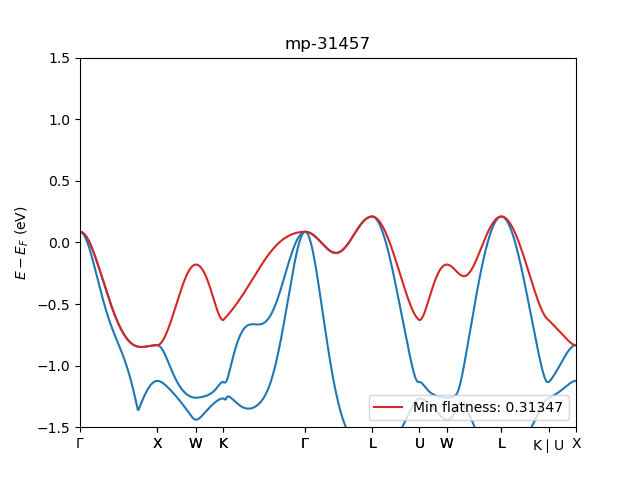 mp-31457
E − E_F (eV)
1.5
1.0
0.5
0.0
−0.5
−1.0
−1.5
Min flatness: 0.31347
Γ X W K Γ L U W L K | U X